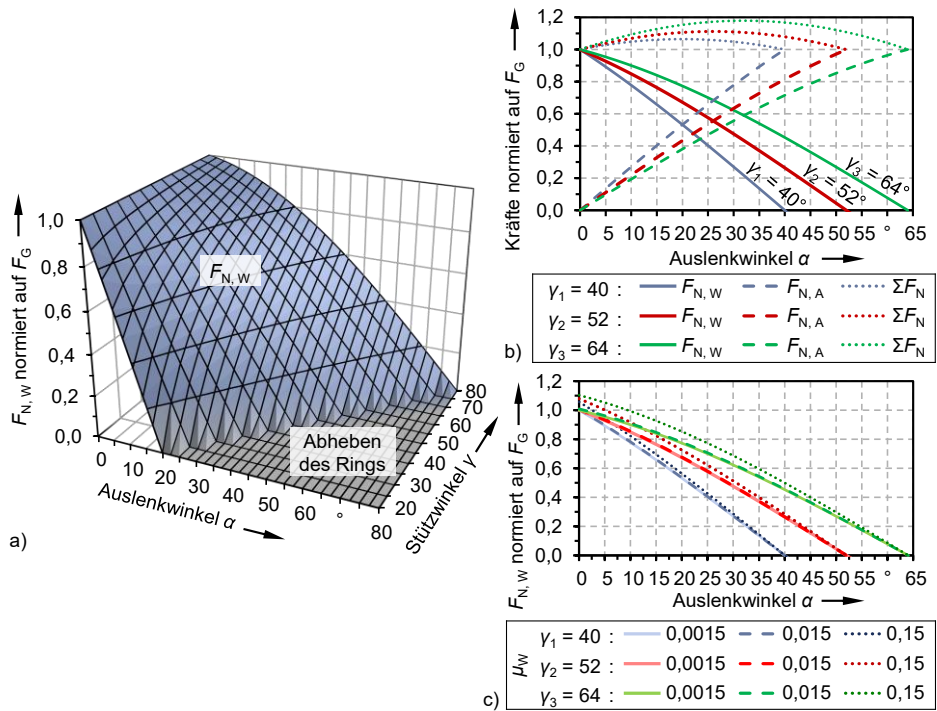 a)
F_N, W normiert auf F_G
1,0
0,8
0,6
0,4
0,2
0,0
F_N, W
Abheben
des Rings
0
10
20
30
40
50
60
°
80
Auslenkwinkel α
20
30
40
50
60
70
80
Stützwinkel γ
b)
Kräfte normiert auf F_G
1,2
1,0
0,8
0,6
0,4
0,2
0,0
γ₁ = 40°
γ₂ = 52°
γ₃ = 64°
0 5 10 15 20 25 30 35 40 45 50 55 ° 65
Auslenkwinkel α
γ₁ = 40 : F_N, W F_N, A ΣF_N
γ₂ = 52 : F_N, W F_N, A ΣF_N
γ₃ = 64 : F_N, W F_N, A ΣF_N
c)
F_N, W normiert auf F_G
1,2
1,0
0,8
0,6
0,4
0,2
0,0
0 5 10 15 20 25 30 35 40 45 50 55 ° 65
Auslenkwinkel α
μ_W
γ₁ = 40 : 0,0015 0,015 0,15
γ₂ = 52 : 0,0015 0,015 0,15
γ₃ = 64 : 0,0015 0,015 0,15